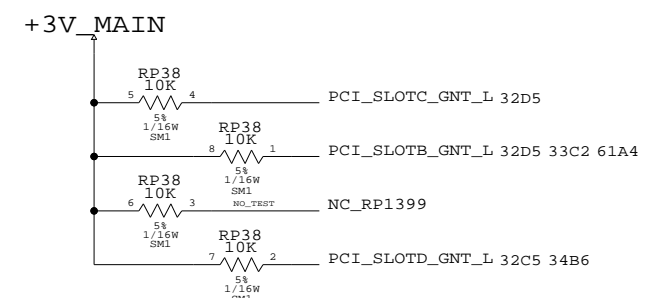 +3V_MAIN
RP38
10K
5 4 PCI_SLOTC_GNT_L 32D5
5%
1/16W
SM1
RP38
10K
8 1 PCI_SLOTB_GNT_L 32D5 33C2 61A4
5%
1/16W
SM1
RP38
10K
6 3 NO_TEST NC_RP1399
5%
1/16W
SM1
RP38
10K
7 2 PCI_SLOTD_GNT_L 32C5 34B6
5%
1/16W
SM1